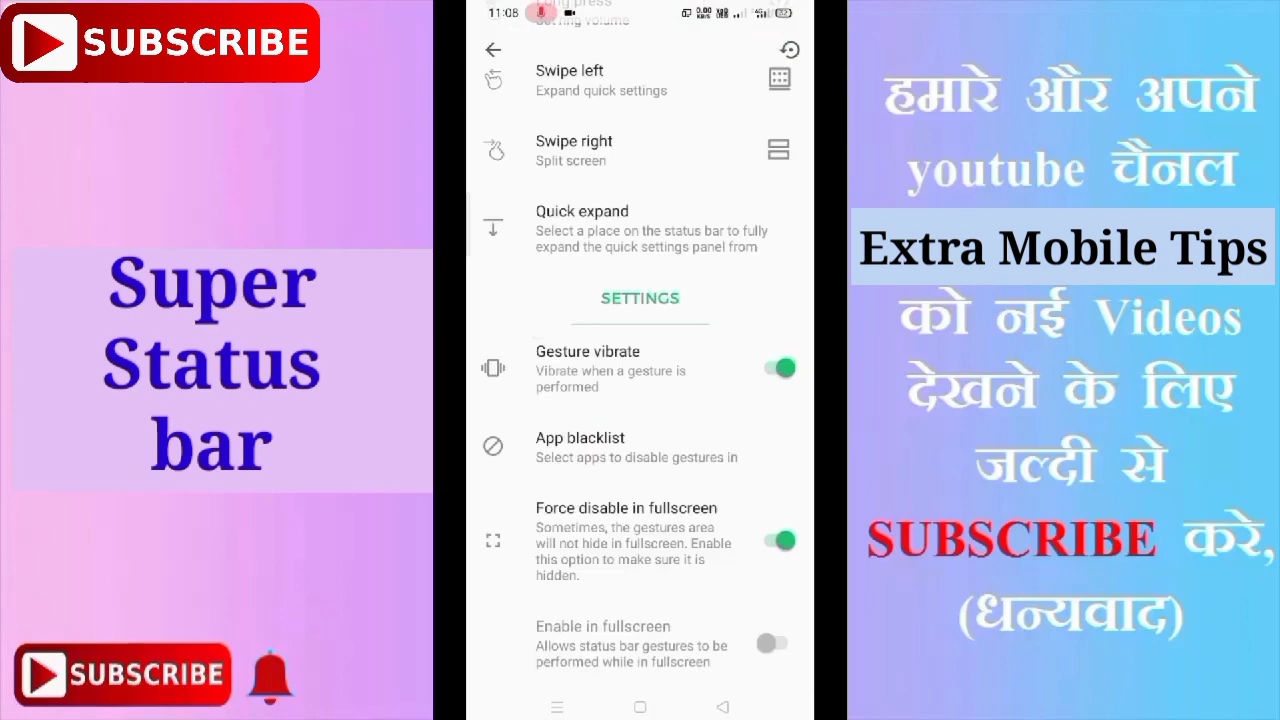 SUBSCRIBE
Super
Status
bar
SUBSCRIBE
11:08
Long press
Setting volume
Swipe left
Expand quick settings
Swipe right
Split screen
Quick expand
Select a place on the status bar to fully
expand the quick settings panel from
SETTINGS
Gesture vibrate
Vibrate when a gesture is
performed
App blacklist
Select apps to disable gestures in
Force disable in fullscreen
Sometimes, the gestures area
will not hide in fullscreen. Enable
this option to make sure it is
hidden.
Enable in fullscreen
Allows status bar gestures to be
performed while in fullscreen
हमारे और अपने
youtube चैनल
Extra Mobile Tips
को नई Videos
देखने के लिए
जल्दी से
SUBSCRIBE करे,
(धन्यवाद)